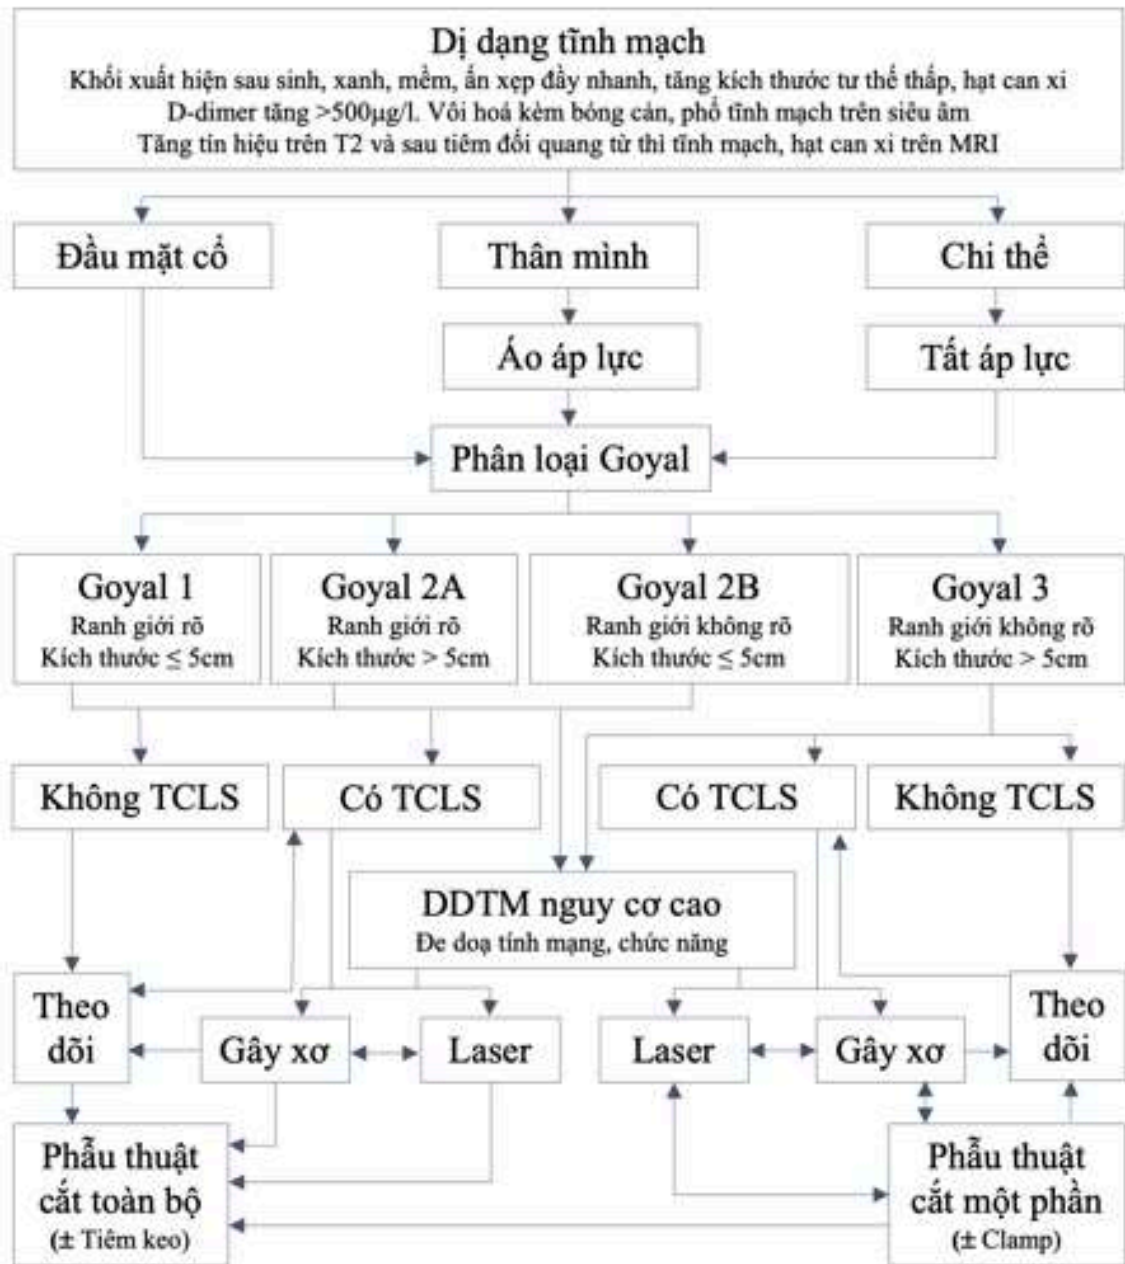 Dị dạng tĩnh mạch
Khối xuất hiện sau sinh, xanh, mềm, ấn xẹp đầy nhanh, tăng kích thước tư thế thấp, hạt can xi
D-dimer tăng >500µg/l. Vôi hoá kèm bóng cản, phổ tĩnh mạch trên siêu âm
Tăng tín hiệu trên T2 và sau tiêm đối quang từ thì tĩnh mạch, hạt can xi trên MRI
Đầu mặt cổ
Thân mình
Chi thể
Áo áp lực
Tất áp lực
Phân loại Goyal
Goyal 1
Ranh giới rõ
Kích thước ≤ 5cm
Goyal 2A
Ranh giới rõ
Kích thước > 5cm
Goyal 2B
Ranh giới không rõ
Kích thước ≤ 5cm
Goyal 3
Ranh giới không rõ
Kích thước > 5cm
Không TCLS
Có TCLS
Có TCLS
Không TCLS
DDTM nguy cơ cao
Đe doạ tính mạng, chức năng
Theo
dõi
Gây xơ
Laser
Laser
Gây xơ
Theo
dõi
Phẫu thuật
cắt toàn bộ
(± Tiêm keo)
Phẫu thuật
cắt một phần
(± Clamp)